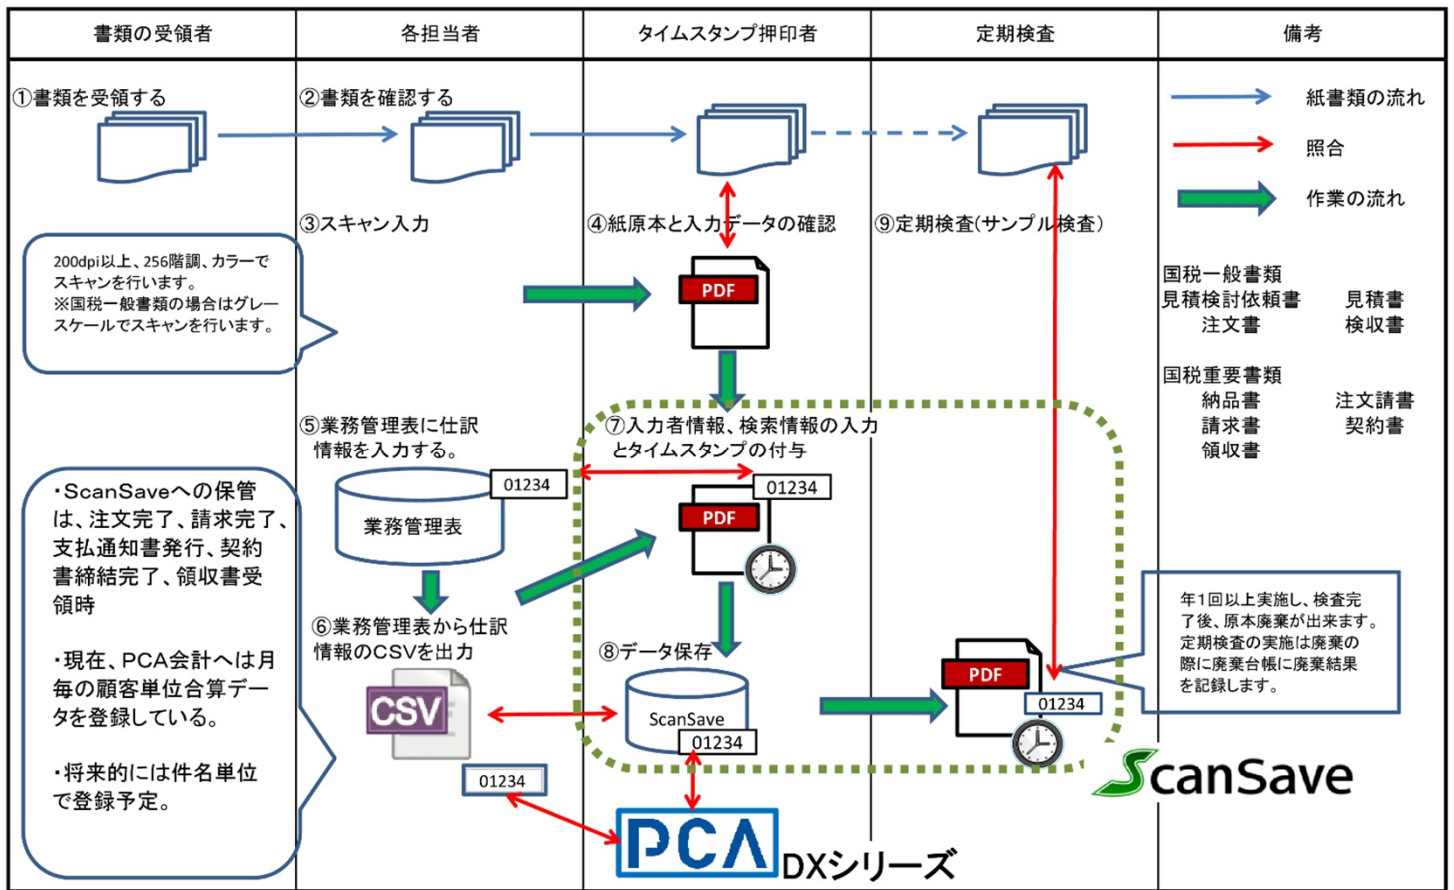 書類の受領者
各担当者
タイムスタンプ押印者
定期検査
備考
①書類を受領する
②書類を確認する
紙書類の流れ
照合
作業の流れ
③スキャン入力
④紙原本と入力データの確認
⑨定期検査(サンプル検査)
200dpi以上、256階調、カラーで
スキャンを行います。
※国税一般書類の場合はグレー
スケールでスキャンを行います。
PDF
国税一般書類
見積検討依頼書 見積書
注文書 検収書
国税重要書類
納品書 注文請書
請求書 契約書
領収書
⑤業務管理表に仕訳
情報を入力する。
01234
業務管理表
⑦入力者情報、検索情報の入力
とタイムスタンプの付与
01234
PDF
・ScanSaveへの保管
は、注文完了、請求完了、
支払通知書発行、契約
書締結完了、領収書受
領時
・現在、PCA会計へは月
毎の顧客単位合算デー
タを登録している。
・将来的には件名単位
で登録予定。
⑥業務管理表から仕訳
情報のCSVを出力
CSV
01234
⑧データ保存
ScanSave
01234
PDF
01234
年1回以上実施し、検査完
了後、原本廃棄が出来ます。
定期検査の実施は廃棄の
際に廃棄台帳に廃棄結果
を記録します。
ScanSave
PCA DXシリーズ